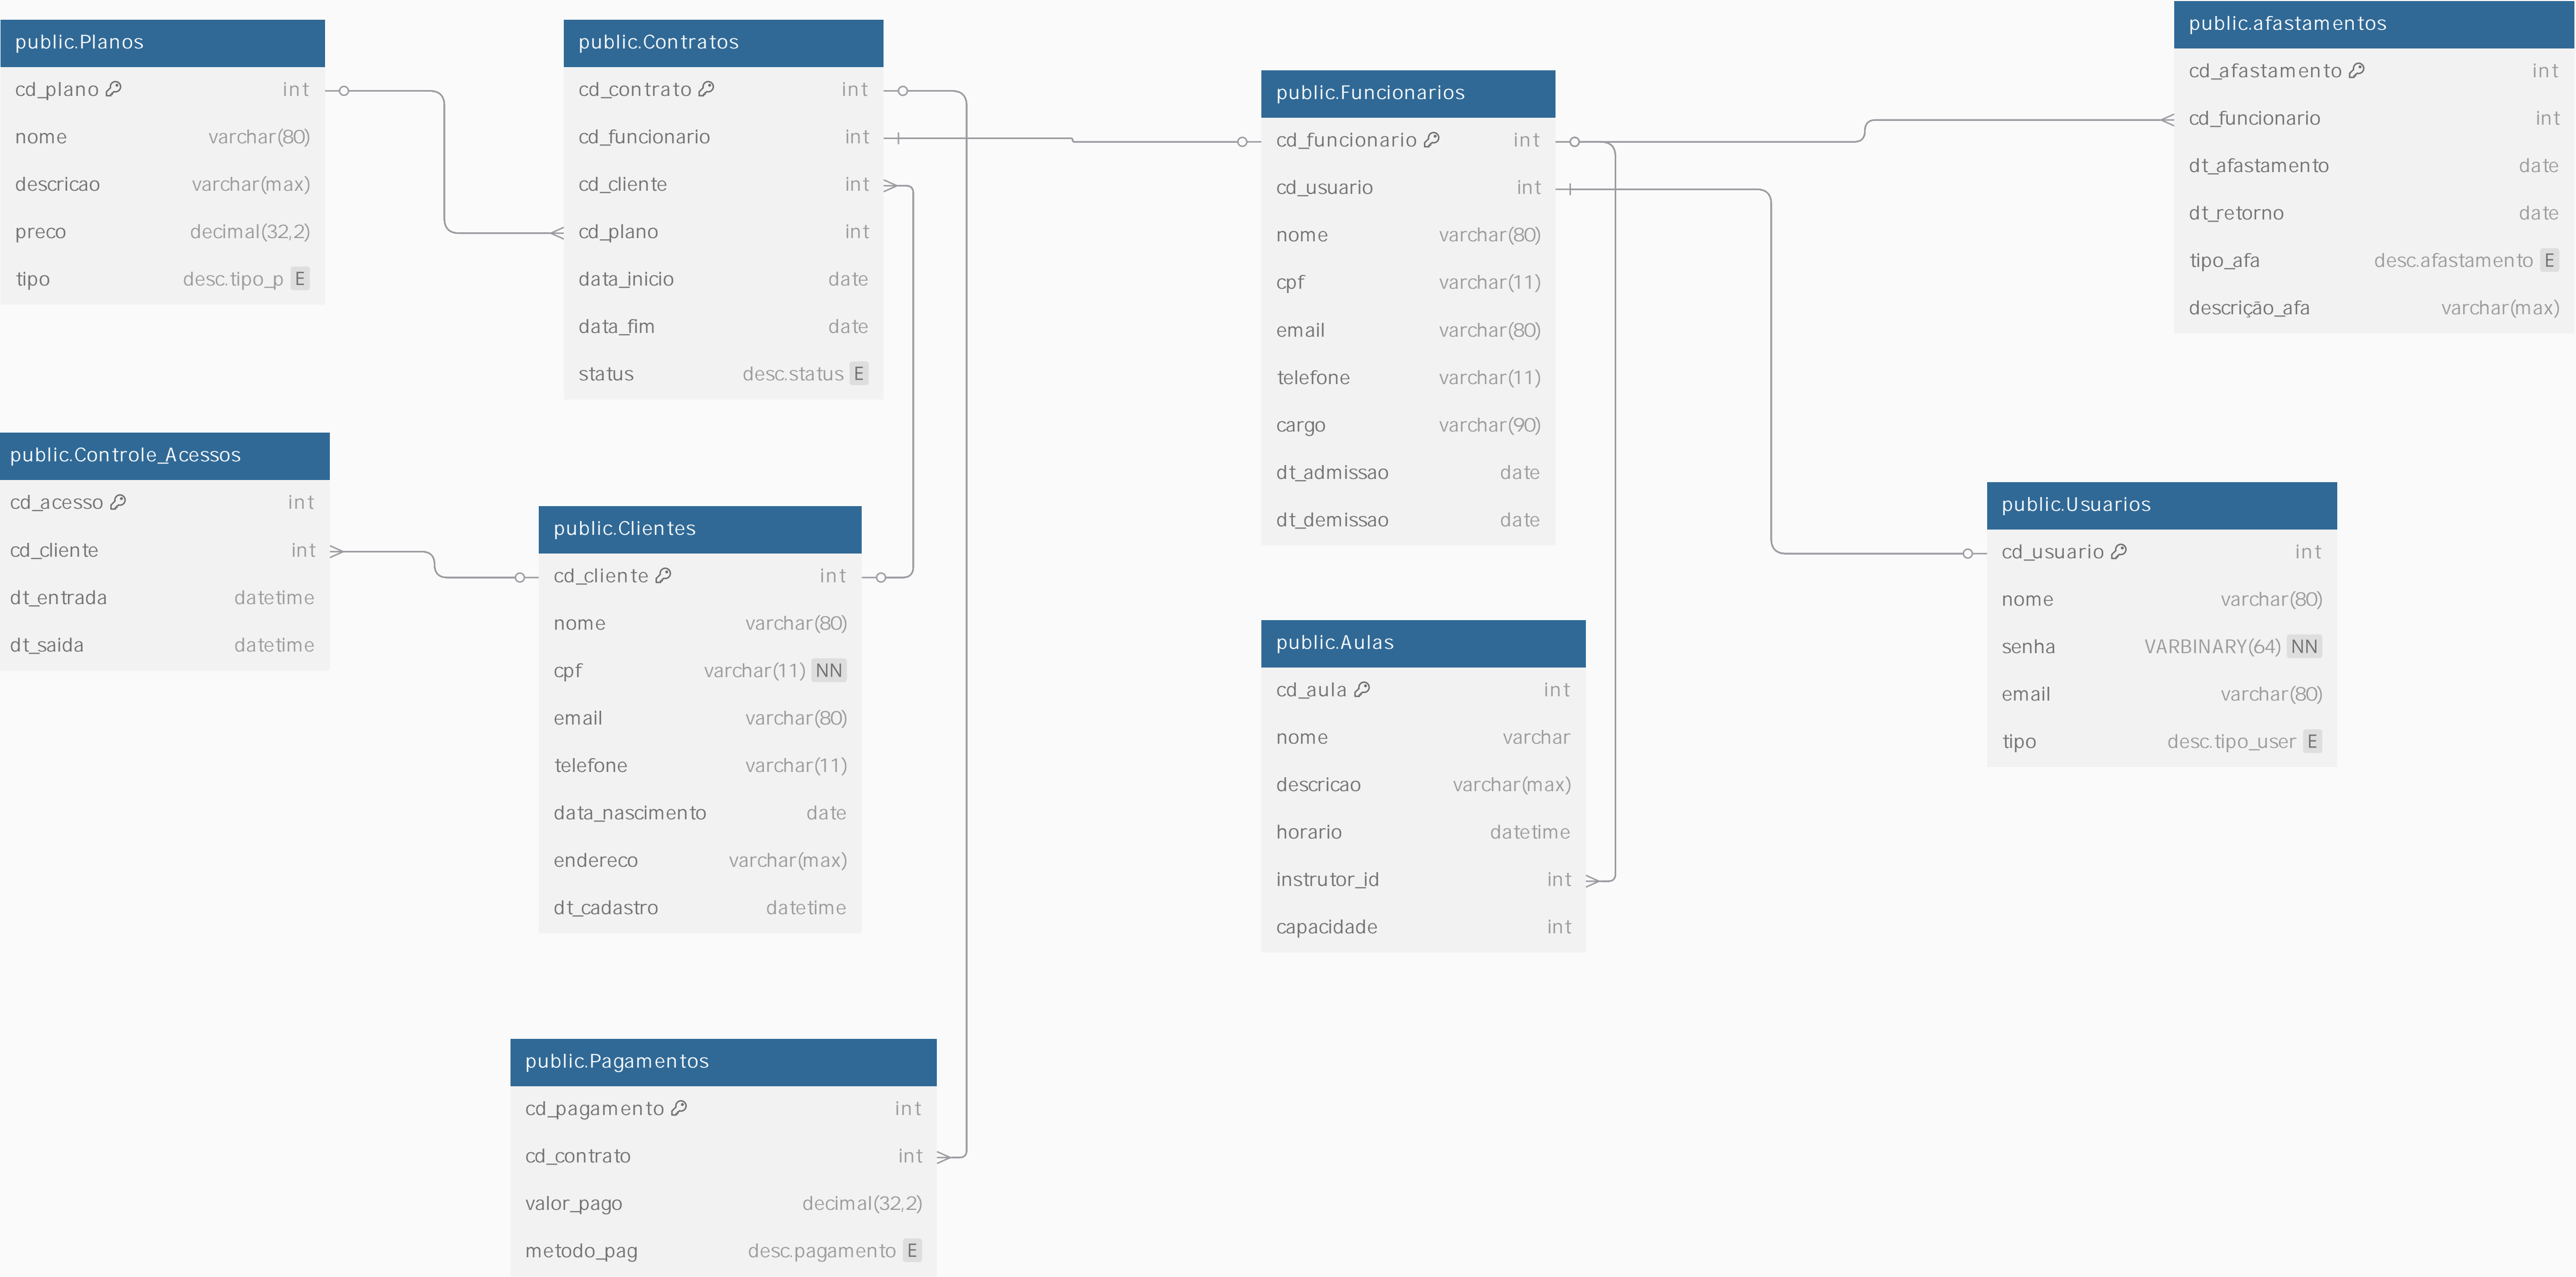 public.Planos
cd_plano int
nome varchar(80)
descricao varchar(max)
preco decimal(32,2)
tipo desc.tipo_p E
public.Contratos
cd_contrato int
cd_funcionario int
cd_cliente int
cd_plano int
data_inicio date
data_fim date
status desc.status E
public.Funcionarios
cd_funcionario int
cd_usuario int
nome varchar(80)
cpf varchar(11)
email varchar(80)
telefone varchar(11)
cargo varchar(90)
dt_admissao date
dt_demissao date
public.afastamentos
cd_afastamento int
cd_funcionario int
dt_afastamento date
dt_retorno date
tipo_afa desc.afastamento E
descrição_afa varchar(max)
public.Controle_Acessos
cd_acesso int
cd_cliente int
dt_entrada datetime
dt_saida datetime
public.Clientes
cd_cliente int
nome varchar(80)
cpf varchar(11) NN
email varchar(80)
telefone varchar(11)
data_nascimento date
endereco varchar(max)
dt_cadastro datetime
public.Aulas
cd_aula int
nome varchar
descricao varchar(max)
horario datetime
instrutor_id int
capacidade int
public.Usuarios
cd_usuario int
nome varchar(80)
senha VARBINARY(64) NN
email varchar(80)
tipo desc.tipo_user E
public.Pagamentos
cd_pagamento int
cd_contrato int
valor_pago decimal(32,2)
metodo_pag desc.pagamento E